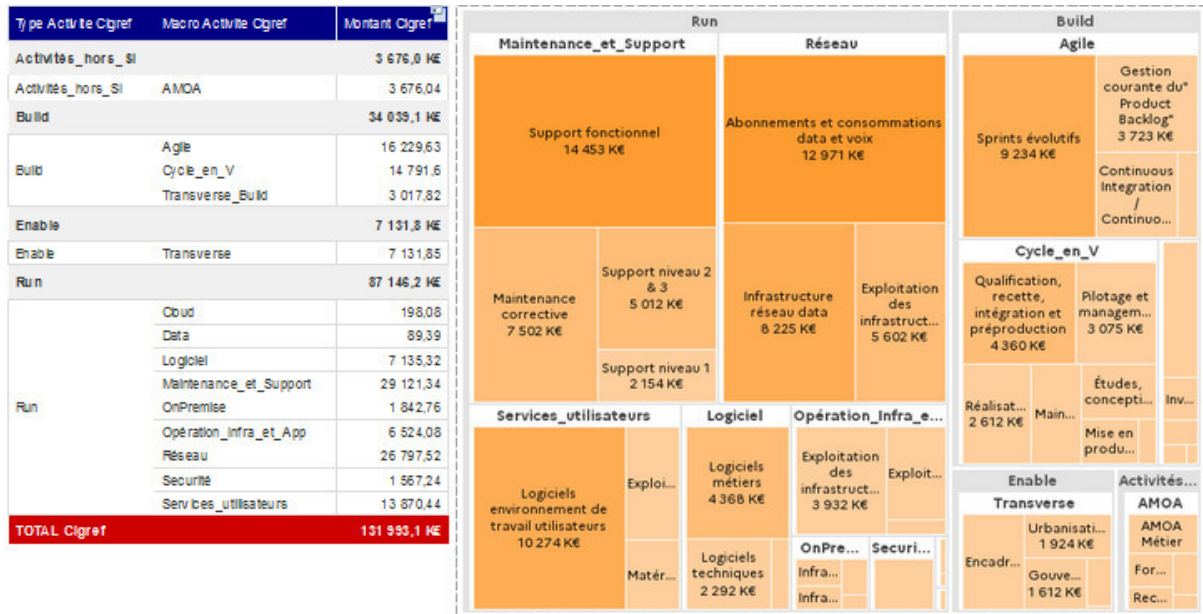 Type Activite Cigref Macro Activite Cigref Montant Cigref
Activités_hors_SI 3 676,0 K€
Activités_hors_SI AMOA 3 676,04
Build 34 039,1 K€
Agile 16 229,63
Build Cycle_en_V 14 791,6
Transverse_Build 3 017,82
Enable 7 131,8 K€
Enable Transverse 7 131,85
Run 87 146,2 K€
Cloud 198,08
Data 89,39
Logiciel 7 135,32
Maintenance_et_Support 29 121,34
Run OnPremise 1 842,76
Opération_Infra_et_App 6 524,08
Réseau 26 797,52
Securité 1 567,24
Services_utilisateurs 13 870,44
TOTAL Cigref 131 993,1 K€
Run
Maintenance_et_Support
Support fonctionnel
14 453 K€
Maintenance
corrective
7 502 K€
Support niveau 2
& 3
5 012 K€
Support niveau 1
2 154 K€
Réseau
Abonnements et consommations
data et voix
12 971 K€
Infrastructure
réseau data
8 225 K€
Exploitation
des
infrastruct...
5 602 K€
Services_utilisateurs
Logiciels
environnement de
travail utilisateurs
10 274 K€
Exploi...
Matér...
Logiciel
Logiciels
métiers
4 368 K€
Logiciels
techniques
2 292 K€
Opération_Infra_e...
Exploitation
des
infrastruct...
3 932 K€
Exploit...
OnPre...
Infra...
Infra...
Securi...
Build
Agile
Sprints évolutifs
9 234 K€
Gestion
courante du"
Product
Backlog"
3 723 K€
Continuous
Integration
/
Continuo...
Cycle_en_V
Qualification,
recette,
intégration et
préproduction
4 360 K€
Pilotage et
managem...
3 075 K€
Réalisat...
2 612 K€
Main...
Études,
concepti...
Mise en
produ...
Inv...
Enable
Transverse
Encadr...
Urbanisati...
1 924 K€
Gouve...
1 612 K€
Activités...
AMOA
AMOA
Métier
For...
Rec...